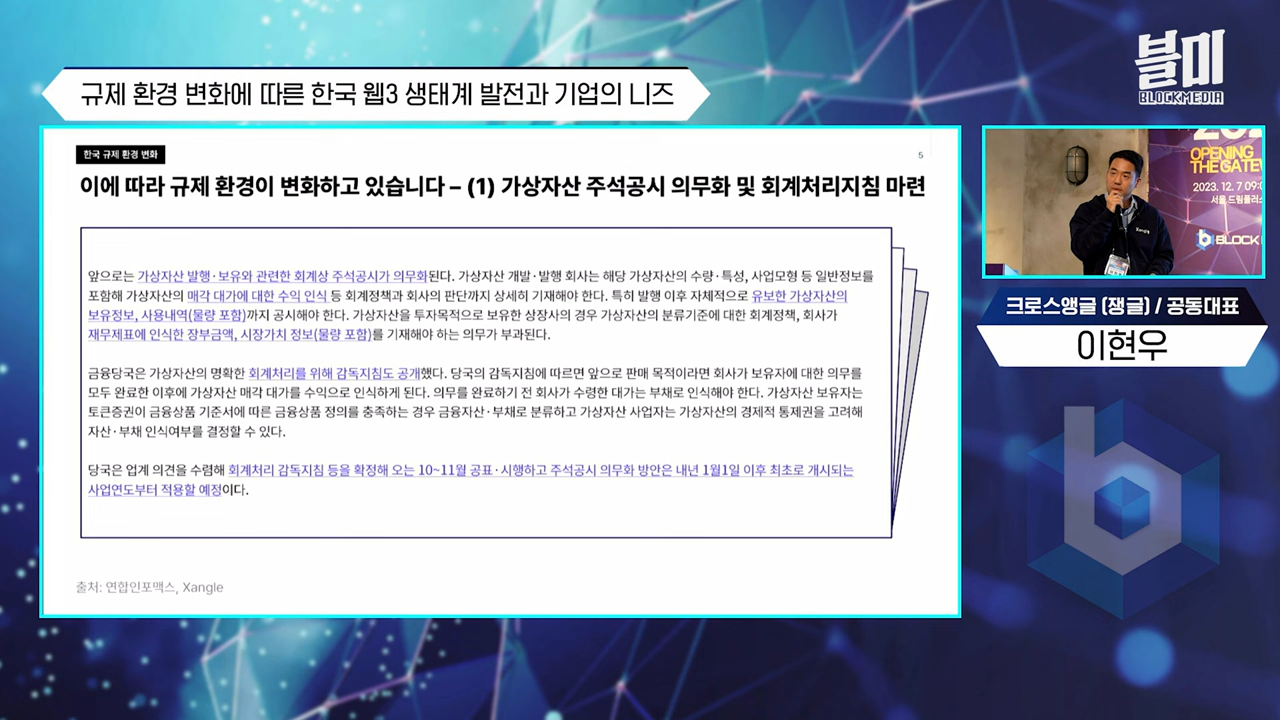 블미
BLOCKMEDIA
규제 환경 변화에 따른 한국 웹3 생태계 발전과 기업의 니즈
한국 규제 환경 변화
5
이에 따라 규제 환경이 변화하고 있습니다 – (1) 가상자산 주석공시 의무화 및 회계처리지침 마련
앞으로는 가상자산 발행·보유와 관련한 회계상 주석공시가 의무화된다. 가상자산 개발·발행 회사는 해당 가상자산의 수량·특성, 사업모형 등 일반정보를
포함해 가상자산의 매각 대가에 대한 수익 인식 등 회계정책과 회사의 판단까지 상세히 기재해야 한다. 특히 발행 이후 자체적으로 유보한 가상자산의
보유정보, 사용내역(물량 포함)까지 공시해야 한다. 가상자산을 투자목적으로 보유한 상장사의 경우 가상자산의 분류기준에 대한 회계정책, 회사가
재무제표에 인식한 장부금액, 시장가치 정보(물량 포함)를 기재해야 하는 의무가 부과된다.
금융당국은 가상자산의 명확한 회계처리를 위해 감독지침도 공개했다. 당국의 감독지침에 따르면 앞으로 판매 목적이라면 회사가 보유자에 대한 의무를
모두 완료한 이후에 가상자산 매각 대가를 수익으로 인식하게 된다. 의무를 완료하기 전 회사가 수령한 대가는 부채로 인식해야 한다. 가상자산 보유자는
토큰증권이 금융상품 기준서에 따른 금융상품 정의를 충족하는 경우 금융자산·부채로 분류하고 가상자산 사업자는 가상자산의 경제적 통제권을 고려해
자산·부채 인식여부를 결정할 수 있다.
당국은 업계 의견을 수렴해 회계처리 감독지침 등을 확정해 오는 10~11월 공표·시행하고 주석공시 의무화 방안은 내년 1월1일 이후 최초로 개시되는
사업연도부터 적용할 예정이다.
출처: 연합인포맥스, Xangle
OPENING
THE GATE
2023. 12. 7 09:0
서울 드림플러스
BLOCK
Xangle
크로스앵글 (쟁글) / 공동대표
이현우